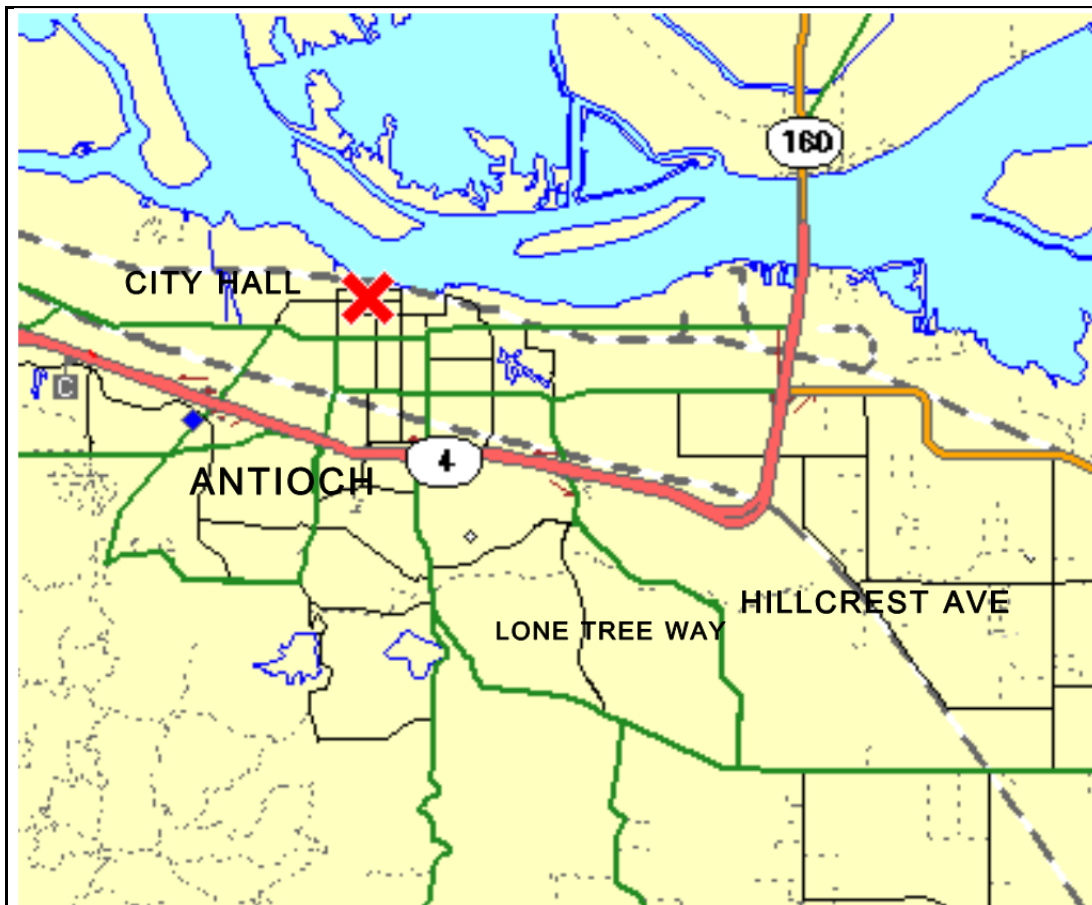 160
CITY HALL
C
4
ANTIOCH
HILLCREST AVE
LONE TREE WAY